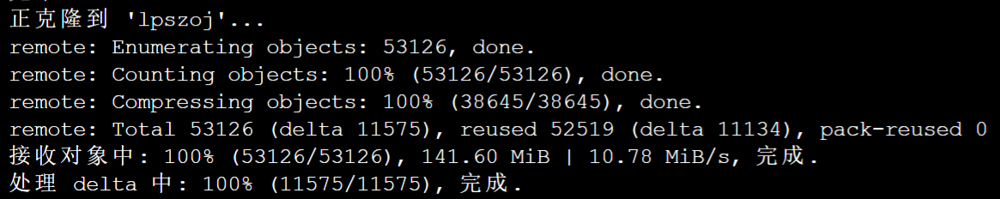 正克隆到 'lpszoj'...
remote: Enumerating objects: 53126, done.
remote: Counting objects: 100% (53126/53126), done.
remote: Compressing objects: 100% (38645/38645), done.
remote: Total 53126 (delta 11575), reused 52519 (delta 11134), pack-reused 0
接收对象中: 100% (53126/53126), 141.60 MiB | 10.78 MiB/s, 完成.
处理 delta 中: 100% (11575/11575), 完成.